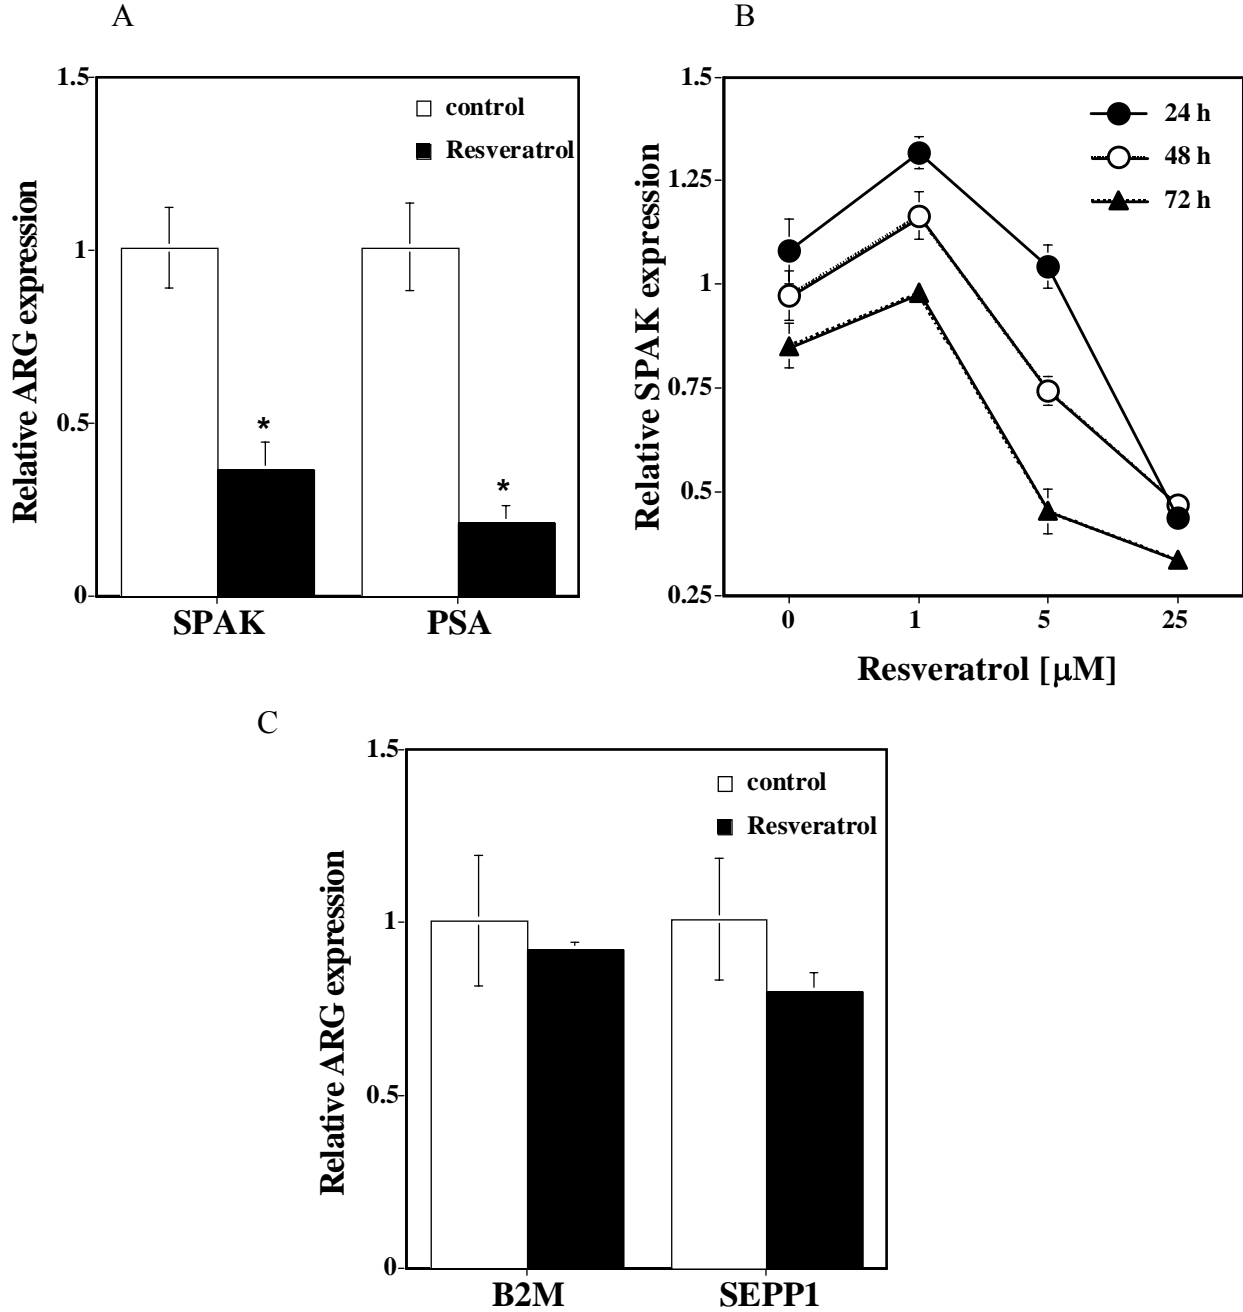 A
Relative ARG expression
1.5
1
0.5
0
control
Resveratrol
*
*
SPAK
PSA
B
Relative SPAK expression
1.5
1.25
1
0.75
0.5
0.25
24 h
48 h
72 h
0
1
5
25
Resveratrol [μM]
C
Relative ARG expression
1.5
1
0.5
0
control
Resveratrol
B2M
SEPP1